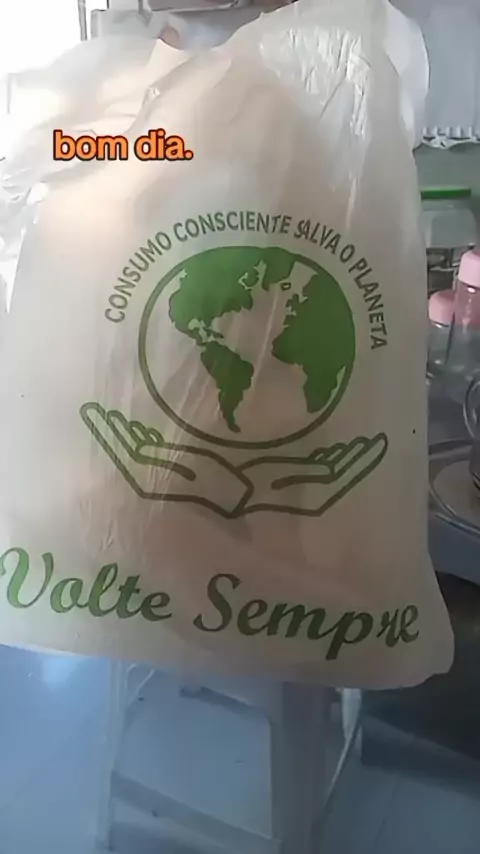 bom dia.
CONSUMO CONSCIENTE SALVA O PLANETA
Volte Sempre